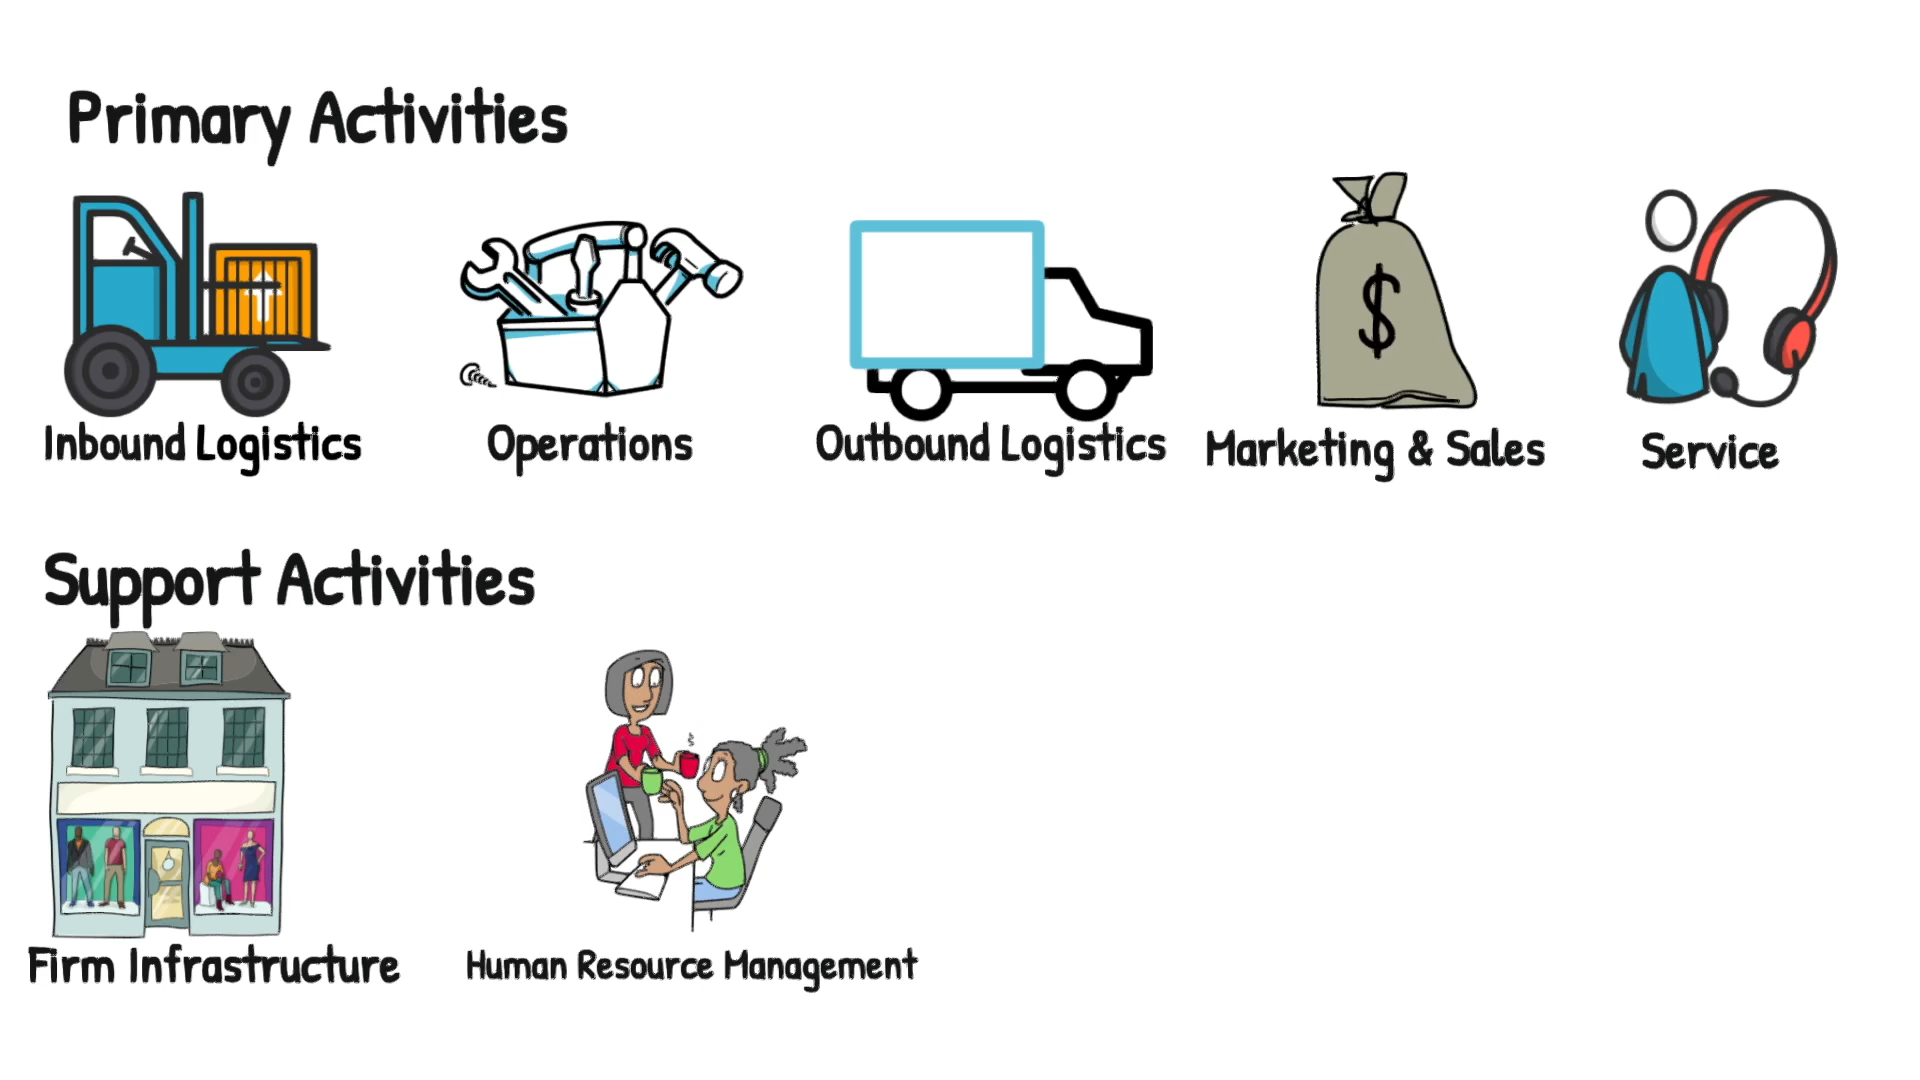 Primary Activities
Inbound Logistics
Operations
Outbound Logistics
$
Marketing & Sales
Service
Support Activities
Firm Infrastructure
Human Resource Management